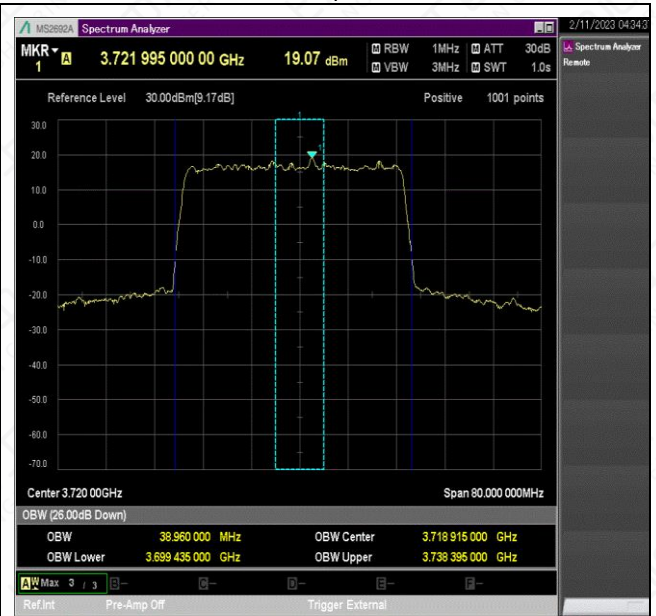 MS2692A Spectrum Analyzer
2/11/2023 04:34:3
MKR 1 A 3.721 995 000 00 GHz 19.07 dBm
M RBW 1MHz M ATT 30dB
M VBW 3MHz M SWT 1.0s
Spectrum Analyzer
Remote
Reference Level 30.00dBm[9.17dB] Positive 1001 points
1
30.0
20.0
1
10.0
0.0
-10.0
-20.0
-30.0
-40.0
-50.0
-60.0
-70.0
Center 3.720 00GHz Span 80.000 000MHz
OBW (26.00dB Down)
OBW 38.960 000 MHz OBW Center 3.718 915 000 GHz
OBW Lower 3.699 435 000 GHz OBW Upper 3.738 395 000 GHz
A W Max 3 / 3 B- C- D- E- F-
Ref.Int Pre-Amp Off Trigger External